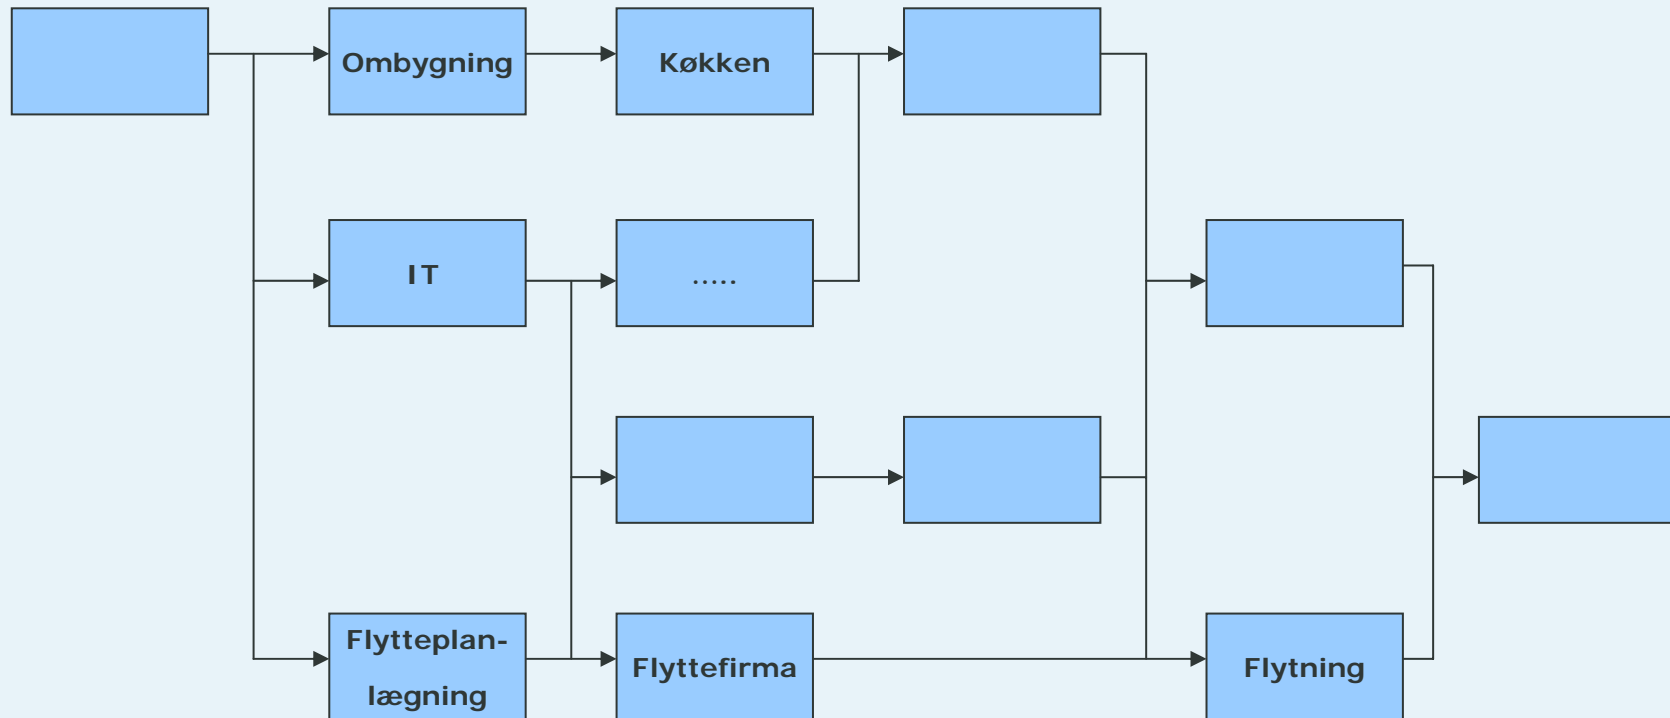 Ombygning
Køkken
IT
.....
Flytteplan-
lægning
Flyttefirma
Flytning